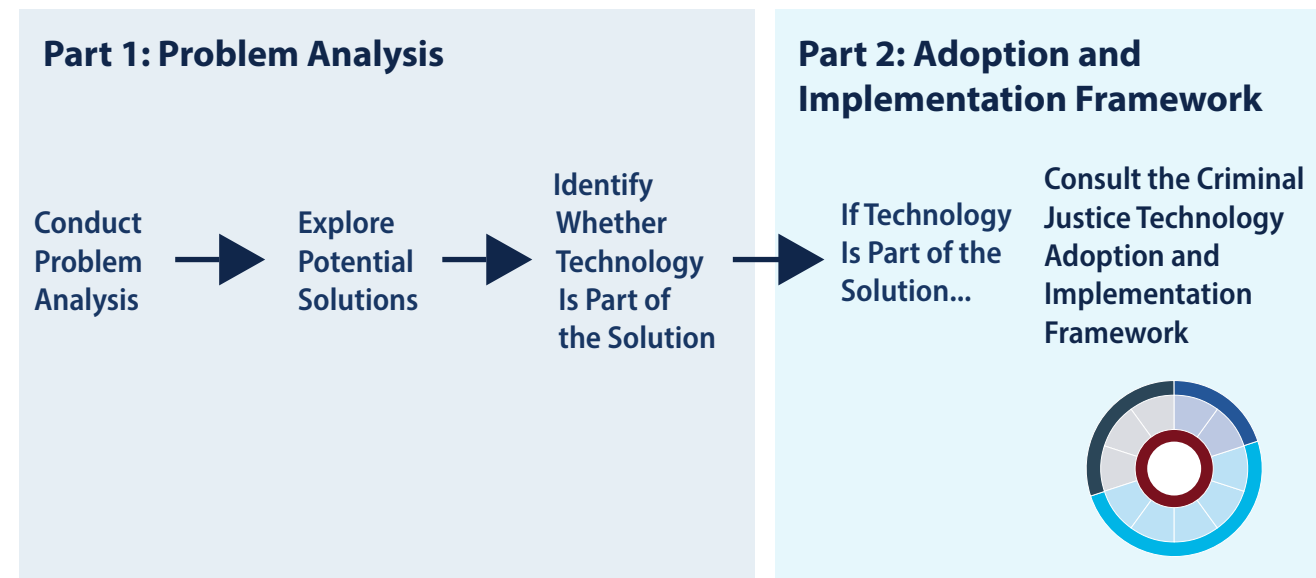 Part 1: Problem Analysis
Conduct
Problem
Analysis
Explore
Potential
Solutions
Identify
Whether
Technology
Is Part of
the Solution
Part 2: Adoption and
Implementation Framework
If Technology
Is Part of the
Solution...
Consult the Criminal
Justice Technology
Adoption and
Implementation
Framework